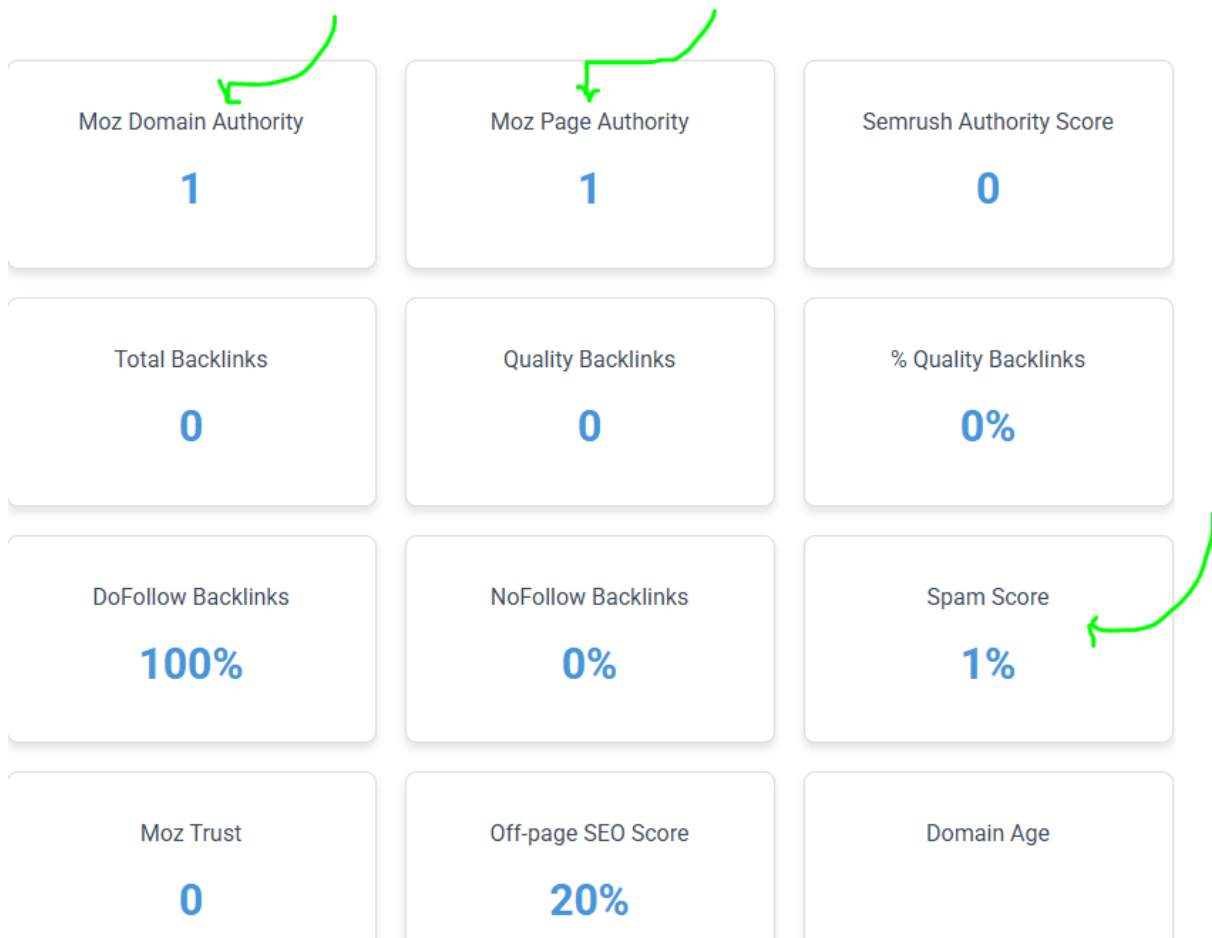 Moz Domain Authority
1
Moz Page Authority
1
Semrush Authority Score
0
Total Backlinks
0
Quality Backlinks
0
% Quality Backlinks
0%
DoFollow Backlinks
100%
NoFollow Backlinks
0%
Spam Score
1%
Moz Trust
0
Off-page SEO Score
20%
Domain Age